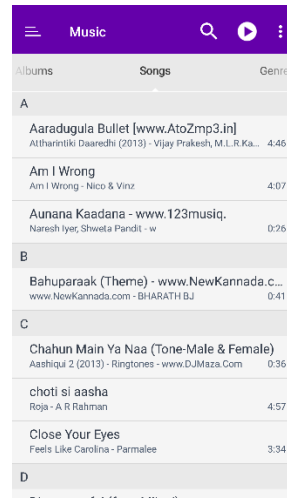 Music
Albums Songs Genre
A
Aaradugula Bullet [www.AtoZmp3.in]
Attharintiki Daaredhi (2013) - Vijay Prakesh, M.L.R.Ka... 4:46
Am I Wrong
Am I Wrong - Nico & Vinz 4:07
Aunana Kaadana - www.123musiq.
Naresh Iyer, Shweta Pandit - w 0:26
B
Bahuparaak (Theme) - www.NewKannada.c...
www.NewKannada.com - BHARATH BJ 0:41
C
Chahun Main Ya Naa (Tone-Male & Female)
Aashiqui 2 (2013) - Ringtones - www.DJMaza.Com 0:36
choti si aasha
Roja - A R Rahman 4:57
Close Your Eyes
Feels Like Carolina - Parmalee 3:34
D